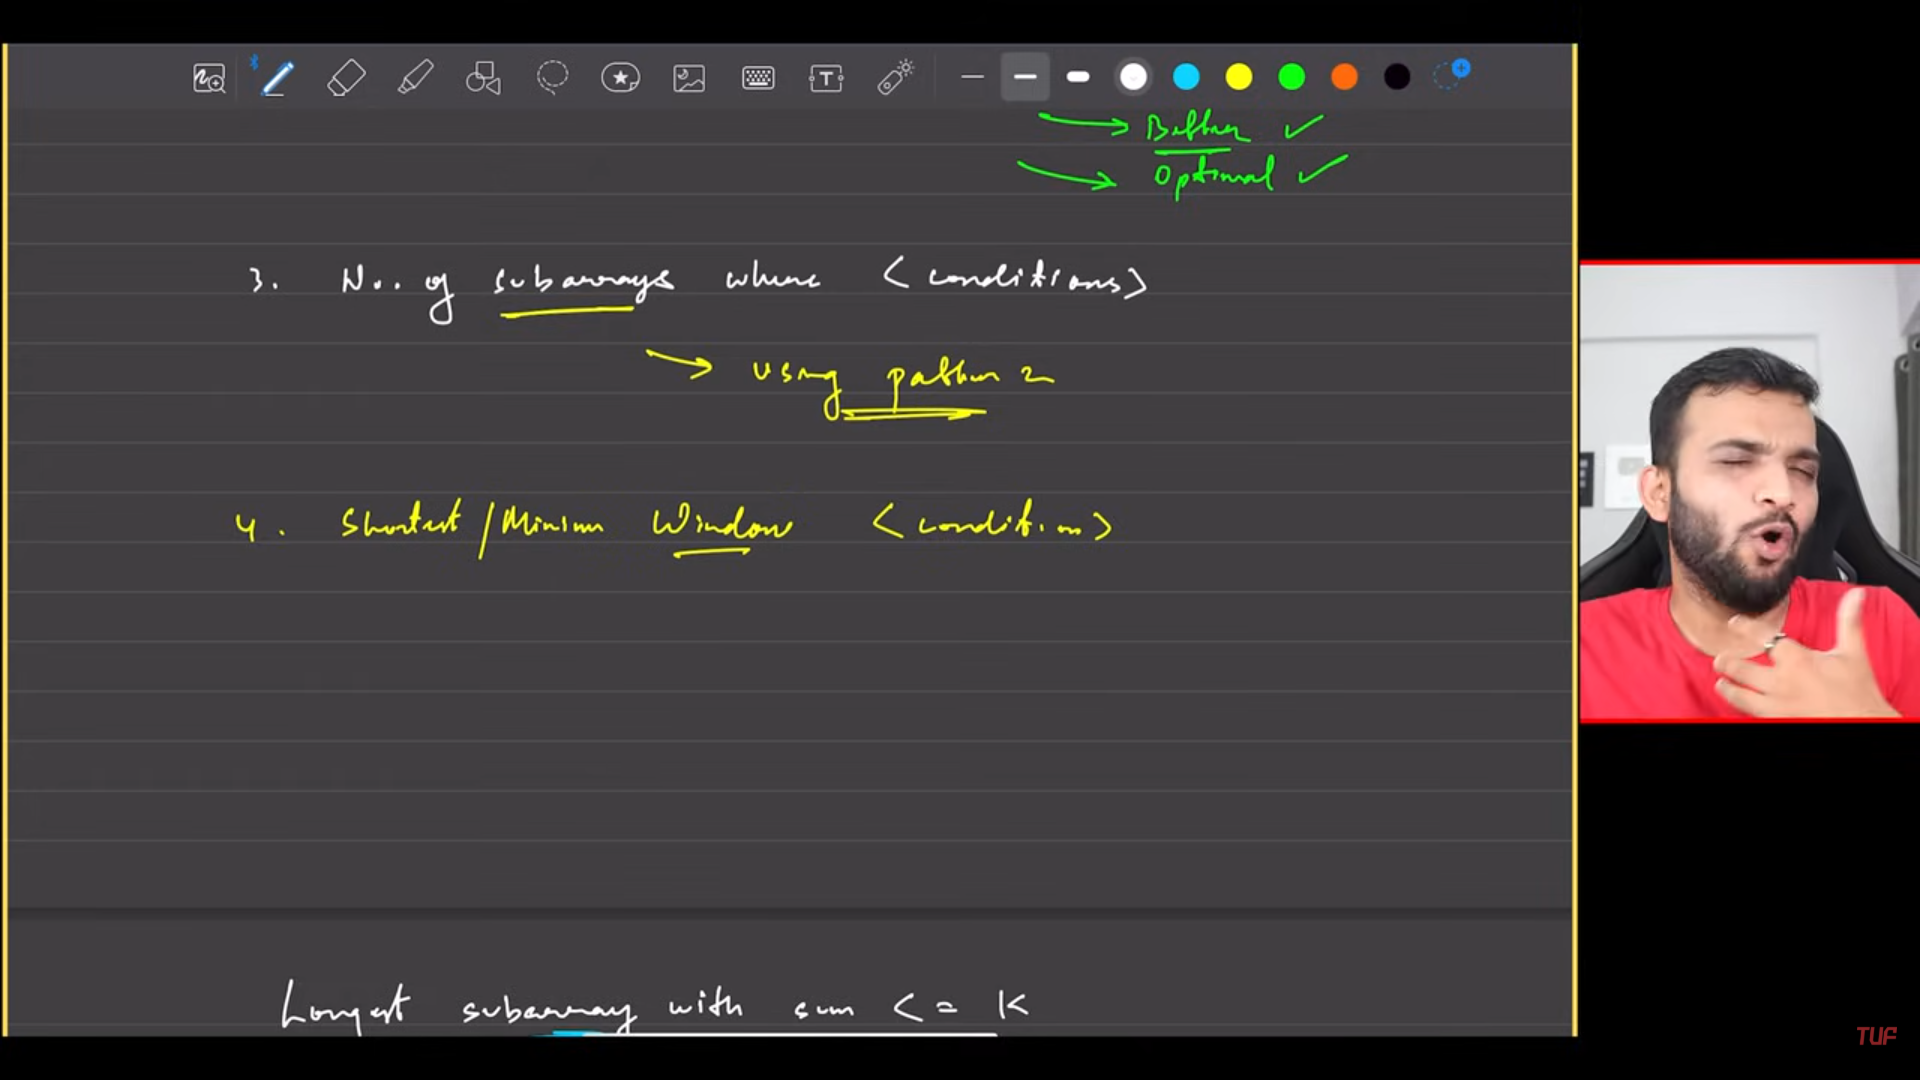 → Better ✓
→ Optimal ✓
3. No. of subarrays where <conditions>
→ using pattern 2
4. Shortest/Minimum Window <condition>
Longest subarray with sum <= K
TUF